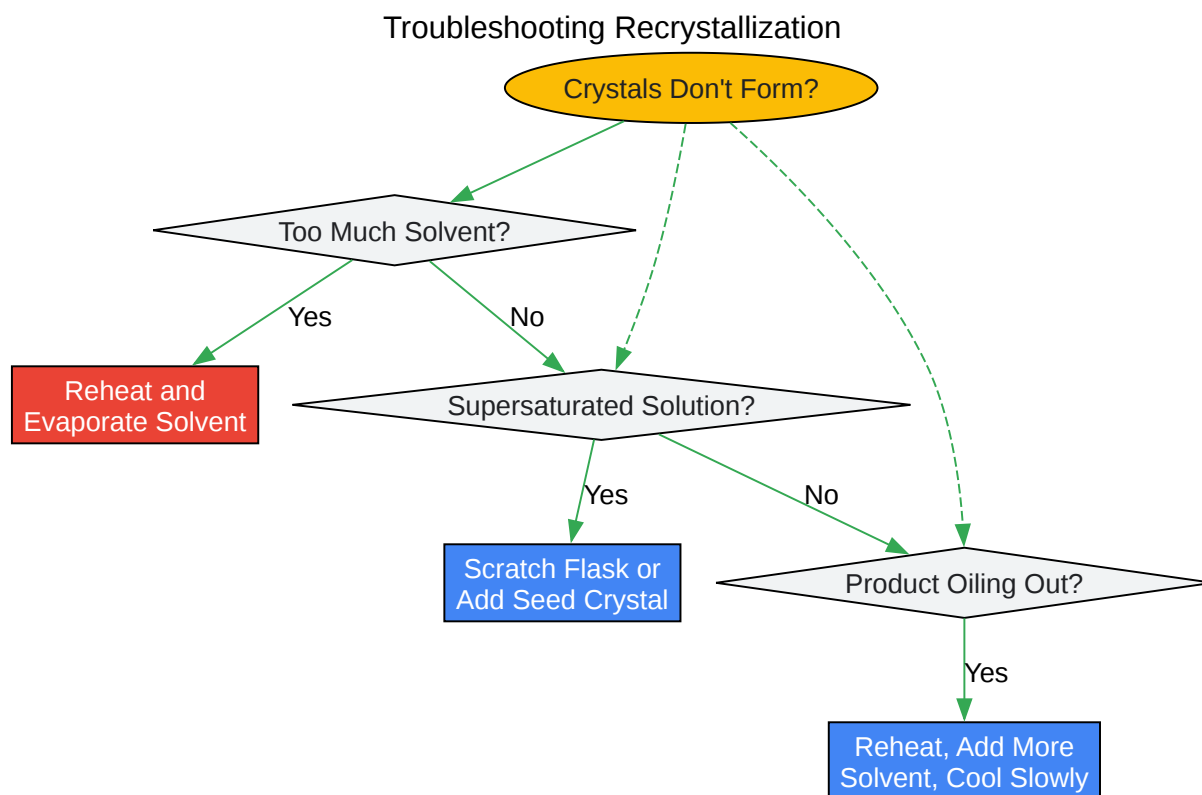 Troubleshooting Recrystallization
Crystals Don't Form?
Too Much Solvent?
Yes
No
Reheat and
Evaporate Solvent
Supersaturated Solution?
Yes
No
Scratch Flask or
Add Seed Crystal
Product Oiling Out?
Yes
Reheat, Add More
Solvent, Cool Slowly